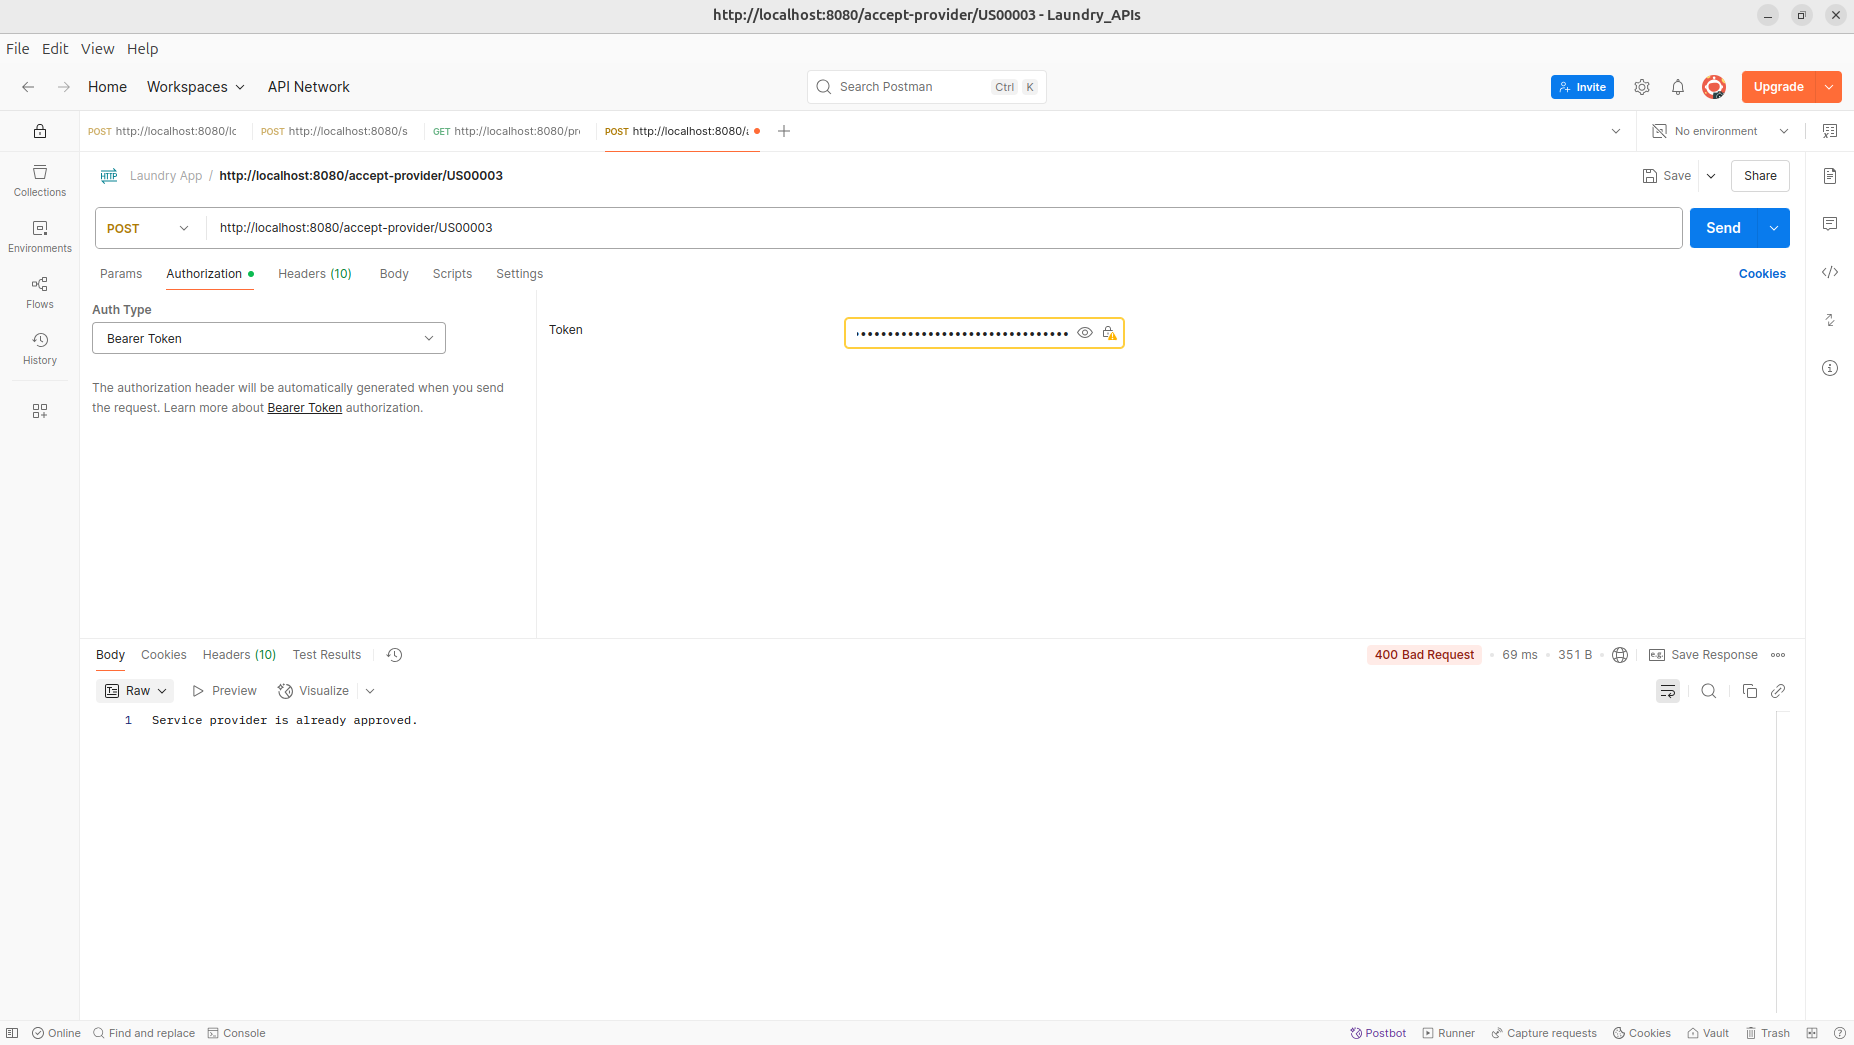 http://localhost:8080/accept-provider/US00003 - Laundry_APIs
File Edit View Help
Home Workspaces API Network
Search Postman Ctrl K
Invite
Upgrade
POST http://localhost:8080/lc
POST http://localhost:8080/s
GET http://localhost:8080/pr
POST http://localhost:8080/
No environment
Laundry App / http://localhost:8080/accept-provider/US00003
Save
Share
Collections
Environments
Flows
History
POST http://localhost:8080/accept-provider/US00003
Send
Params Authorization Headers (10) Body Scripts Settings
Cookies
Auth Type
Bearer Token
The authorization header will be automatically generated when you send
the request. Learn more about Bearer Token authorization.
Token
Body Cookies Headers (10) Test Results
400 Bad Request 69 ms 351 B
e.g. Save Response
Raw Preview Visualize
1 Service provider is already approved.
Online Find and replace Console
Postbot Runner Capture requests Cookies Vault Trash